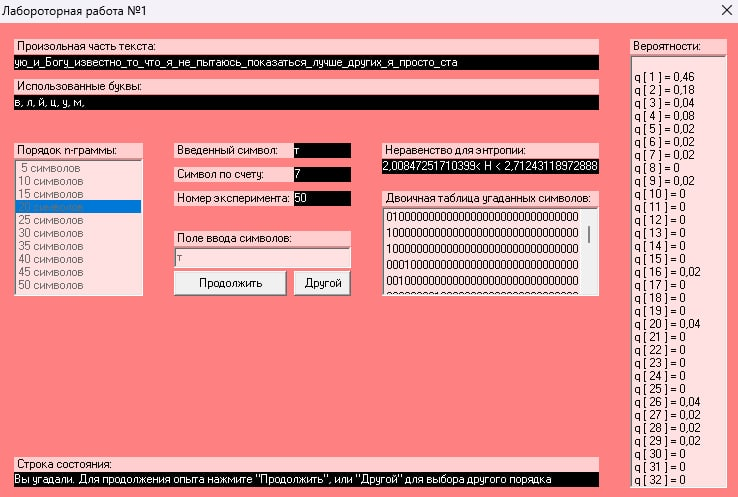 Лабороторная работа №1
Произольная часть текста:
ую_и_Богу_известно_то_что_я_не_пытаюсь_показаться_лучше_других_я_просто_ста
Использованные буквы:
в, л, й, ц, у, м,
Порядок n-граммы:
5 символов
10 символов
15 символов
20 символов
25 символов
30 символов
35 символов
40 символов
45 символов
50 символов
Введенный символ:
т
Символ по счету:
7
Номер эксперимента:
50
Поле ввода символов:
т
Продолжить
Другой
Неравенство для энтропии:
2,00847251710399< H < 2,71243118972888
Двоичная таблица угаданных символов:
01000000000000000000000000000000
10000000000000000000000000000000
10000000000000000000000000000000
00010000000000000000000000000000
00100000000000000000000000000000
Вероятности:
q [ 1 ] = 0,46
q [ 2 ] = 0,18
q [ 3 ] = 0,04
q [ 4 ] = 0,08
q [ 5 ] = 0,02
q [ 6 ] = 0,02
q [ 7 ] = 0,02
q [ 8 ] = 0
q [ 9 ] = 0,02
q [ 10 ] = 0
q [ 11 ] = 0
q [ 12 ] = 0
q [ 13 ] = 0
q [ 14 ] = 0
q [ 15 ] = 0
q [ 16 ] = 0,02
q [ 17 ] = 0
q [ 18 ] = 0
q [ 19 ] = 0
q [ 20 ] = 0,04
q [ 21 ] = 0
q [ 22 ] = 0
q [ 23 ] = 0
q [ 24 ] = 0
q [ 25 ] = 0
q [ 26 ] = 0,04
q [ 27 ] = 0,02
q [ 28 ] = 0,02
q [ 29 ] = 0,02
q [ 30 ] = 0
q [ 31 ] = 0
q [ 32 ] = 0
Строка состояния:
Вы угадали. Для продолжения опыта нажмите "Продолжить", или "Другой" для выбора другого порядка